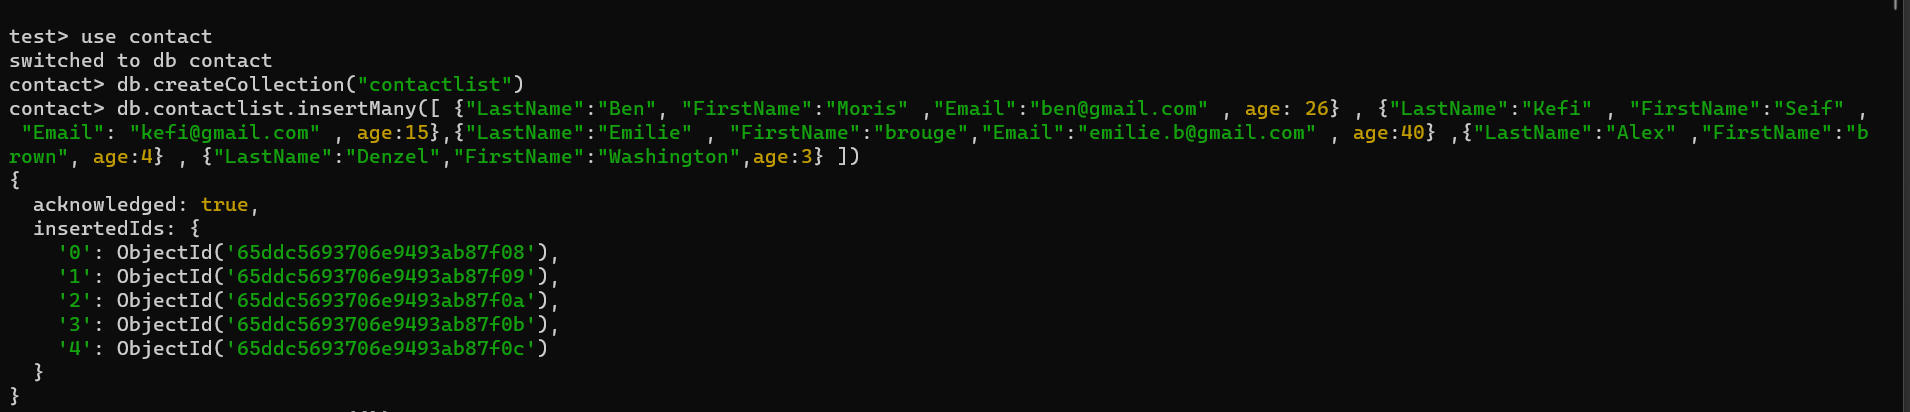 test> use contact
switched to db contact
contact> db.createCollection("contactlist")
contact> db.contactlist.insertMany([ {"LastName":"Ben", "FirstName":"Moris" ,"Email":"ben@gmail.com" , age: 26} , {"LastName":"Kefi" , "FirstName":"Seif" ,
 "Email": "kefi@gmail.com" , age:15},{"LastName":"Emilie" , "FirstName":"brouge","Email":"emilie.b@gmail.com" , age:40} ,{"LastName":"Alex" ,"FirstName":"b
rown", age:4} , {"LastName":"Denzel","FirstName":"Washington",age:3} ])
{
  acknowledged: true,
  insertedIds: {
    '0': ObjectId('65ddc5693706e9493ab87f08'),
    '1': ObjectId('65ddc5693706e9493ab87f09'),
    '2': ObjectId('65ddc5693706e9493ab87f0a'),
    '3': ObjectId('65ddc5693706e9493ab87f0b'),
    '4': ObjectId('65ddc5693706e9493ab87f0c')
  }
}